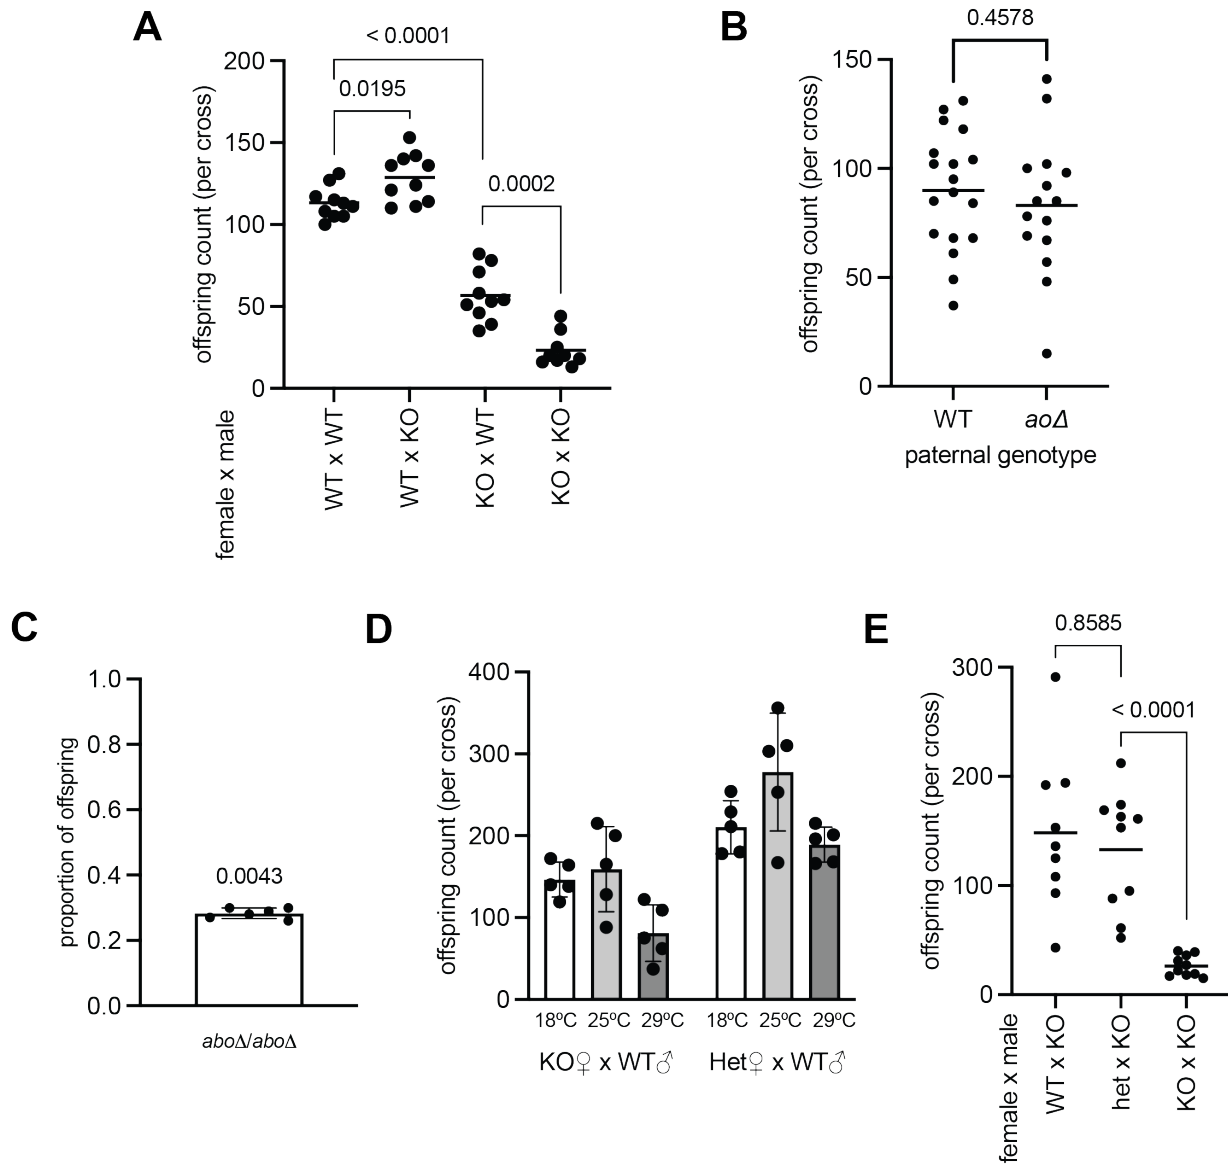 A
< 0.0001
0.0195
0.0002
offspring count (per cross)
200
150
100
50
0
female x male
WT x WT
WT x KO
KO x WT
KO x KO
B
0.4578
offspring count (per cross)
150
100
50
0
WT
aoΔ
paternal genotype
C
proportion of offspring
1.0
0.8
0.6
0.4
0.2
0.0
0.0043
aboΔ/aboΔ
D
offspring count (per cross)
400
300
200
100
0
18ºC 25ºC 29ºC 18ºC 25ºC 29ºC
KO♀ x WT♂ Het♀ x WT♂
E
0.8585
< 0.0001
offspring count (per cross)
300
200
100
0
female x male
WT x KO
het x KO
KO x KO